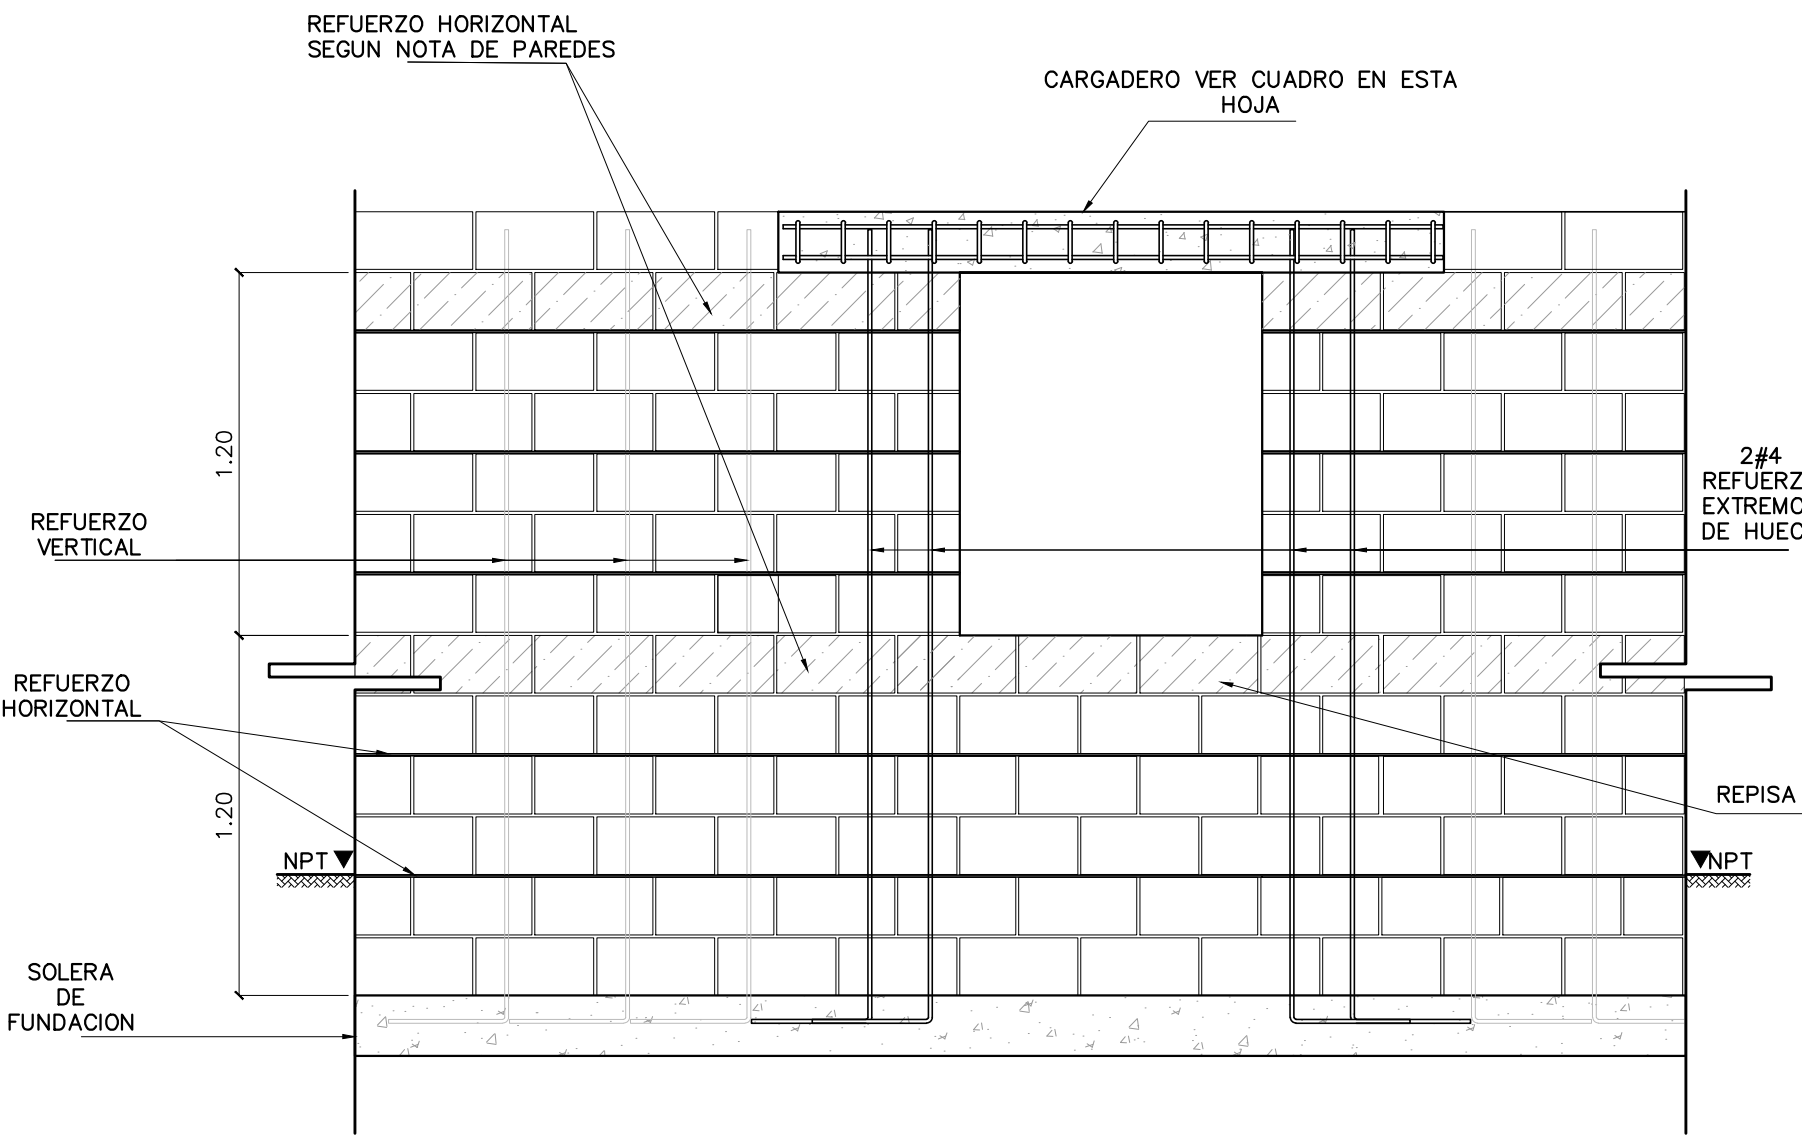 REFUERZO HORIZONTAL
SEGUN NOTA DE PAREDES
CARGADERO VER CUADRO EN ESTA
HOJA
1.20
2#4
REFUERZ
EXTREMO
DE HUEC
REFUERZO
VERTICAL
REFUERZO
HORIZONTAL
1.20
REPISA
NPT
NPT
SOLERA
DE
FUNDACION